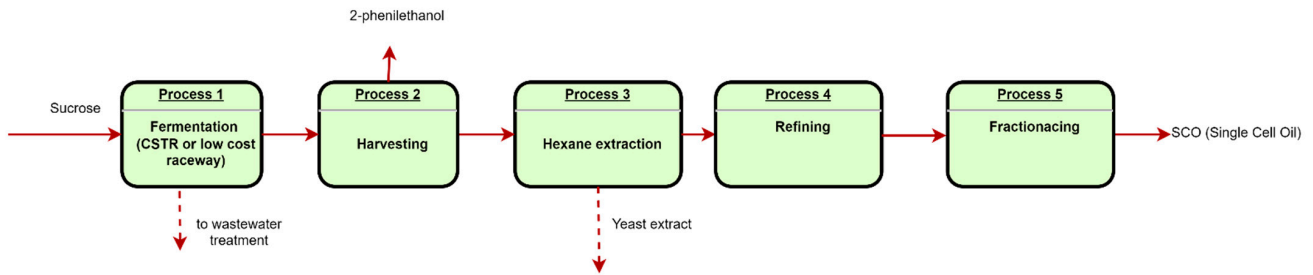 2-phenilethanol
Sucrose
Process 1
Fermentation
(CSTR or low cost
raceway)
Process 2
Harvesting
Process 3
Hexane extraction
Process 4
Refining
Process 5
Fractionacing
SCO (Single Cell Oil)
to wastewater
treatment
Yeast extract